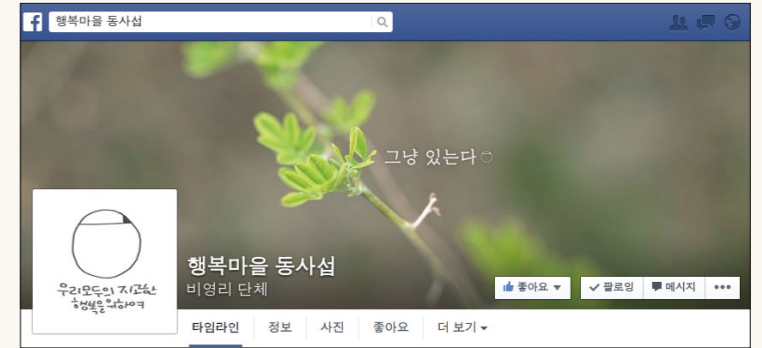 행복마을 동사섭
그냥 있는다
우리모두의 지고한
행복을위하여
행복마을 동사섭
비영리 단체
좋아요
팔로잉
메시지
타임라인
정보
사진
좋아요
더 보기